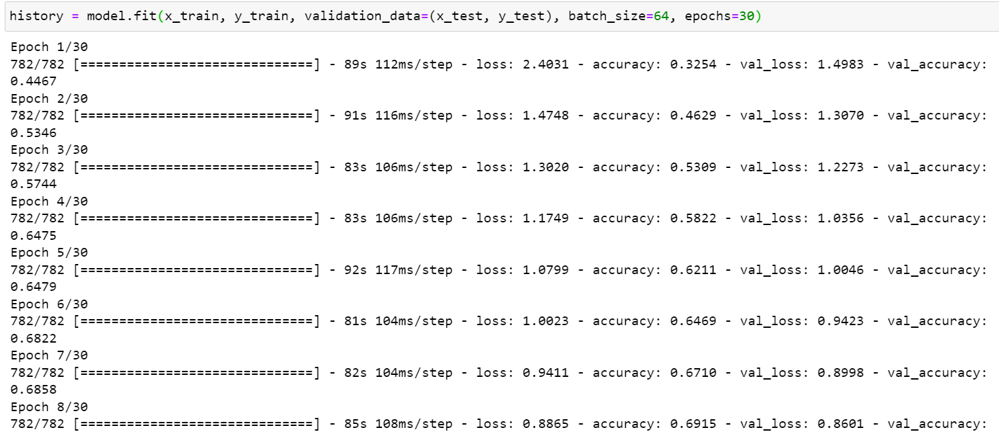 history = model.fit(x_train, y_train, validation_data=(x_test, y_test), batch_size=64, epochs=30)
Epoch 1/30
782/782 [==============================] - 89s 112ms/step - loss: 2.4031 - accuracy: 0.3254 - val_loss: 1.4983 - val_accuracy:
0.4467
Epoch 2/30
782/782 [==============================] - 91s 116ms/step - loss: 1.4748 - accuracy: 0.4629 - val_loss: 1.3070 - val_accuracy:
0.5346
Epoch 3/30
782/782 [==============================] - 83s 106ms/step - loss: 1.3020 - accuracy: 0.5309 - val_loss: 1.2273 - val_accuracy:
0.5744
Epoch 4/30
782/782 [==============================] - 83s 106ms/step - loss: 1.1749 - accuracy: 0.5822 - val_loss: 1.0356 - val_accuracy:
0.6475
Epoch 5/30
782/782 [==============================] - 92s 117ms/step - loss: 1.0799 - accuracy: 0.6211 - val_loss: 1.0046 - val_accuracy:
0.6479
Epoch 6/30
782/782 [==============================] - 81s 104ms/step - loss: 1.0023 - accuracy: 0.6469 - val_loss: 0.9423 - val_accuracy:
0.6822
Epoch 7/30
782/782 [==============================] - 82s 104ms/step - loss: 0.9411 - accuracy: 0.6710 - val_loss: 0.8998 - val_accuracy:
0.6858
Epoch 8/30
782/782 [==============================] - 85s 108ms/step - loss: 0.8865 - accuracy: 0.6915 - val_loss: 0.8601 - val_accuracy: